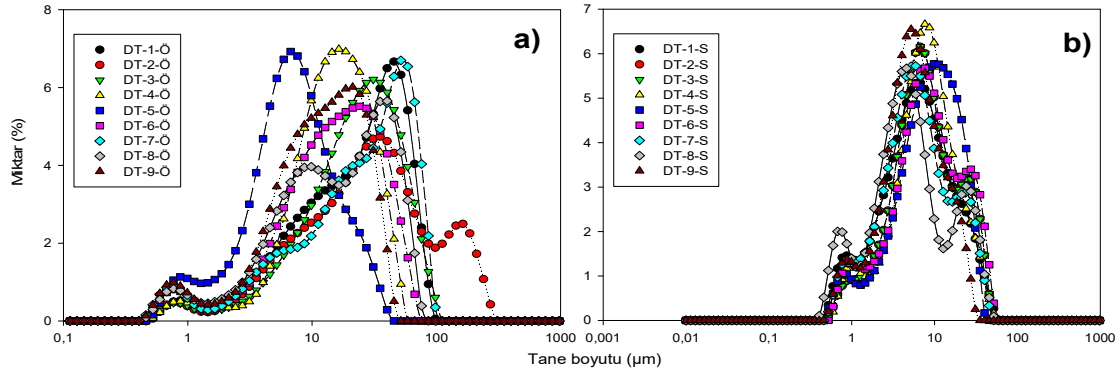 a)
8
6
4
2
0
Miktar (%)
DT-1-Ö
DT-2-Ö
DT-3-Ö
DT-4-Ö
DT-5-Ö
DT-6-Ö
DT-7-Ö
DT-8-Ö
DT-9-Ö
0,1 1 10 100 1000
b)
7
6
5
4
3
2
1
0
DT-1-S
DT-2-S
DT-3-S
DT-4-S
DT-5-S
DT-6-S
DT-7-S
DT-8-S
DT-9-S
0,001 0,01 0,1 1 10 100 1000
Tane boyutu (µm)